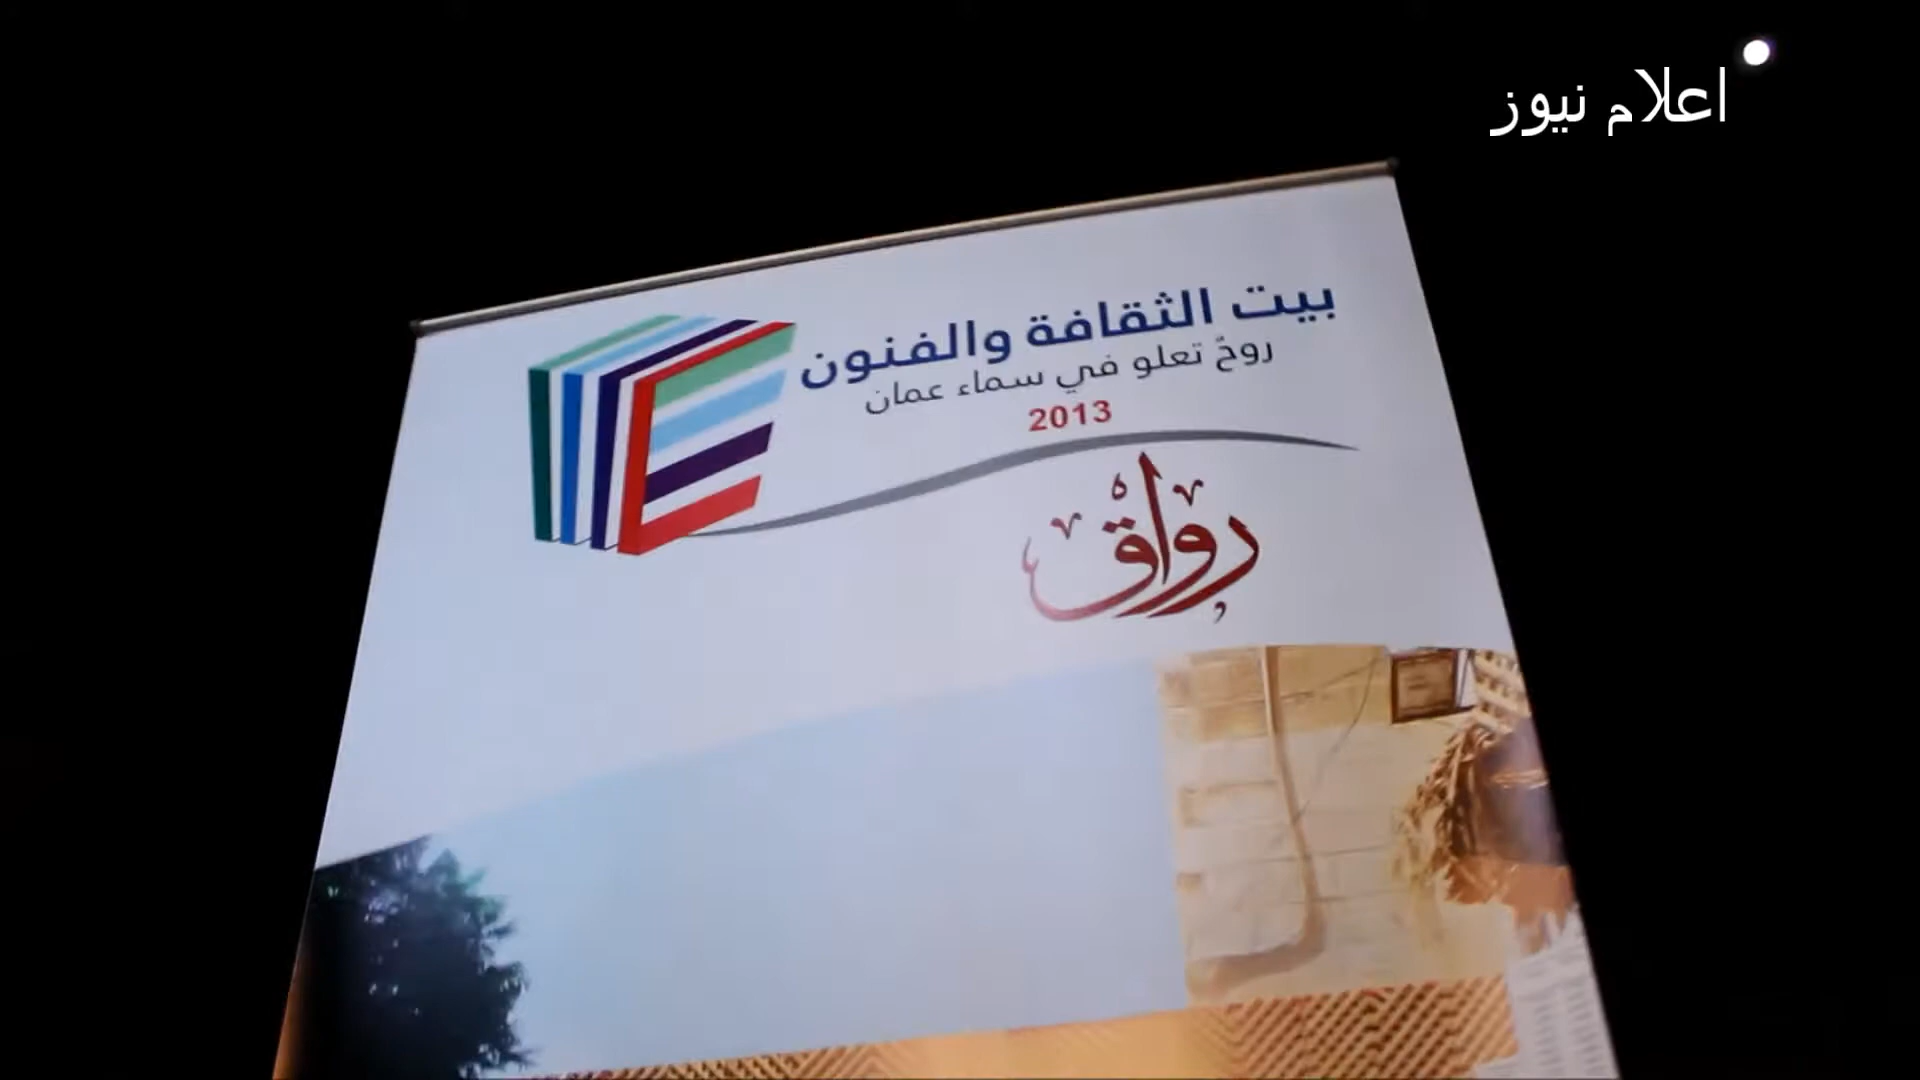 اعلام نيوز
بيت الثقافة والفنون
روحٌ تعلو في سماء عمان
2013
رواق